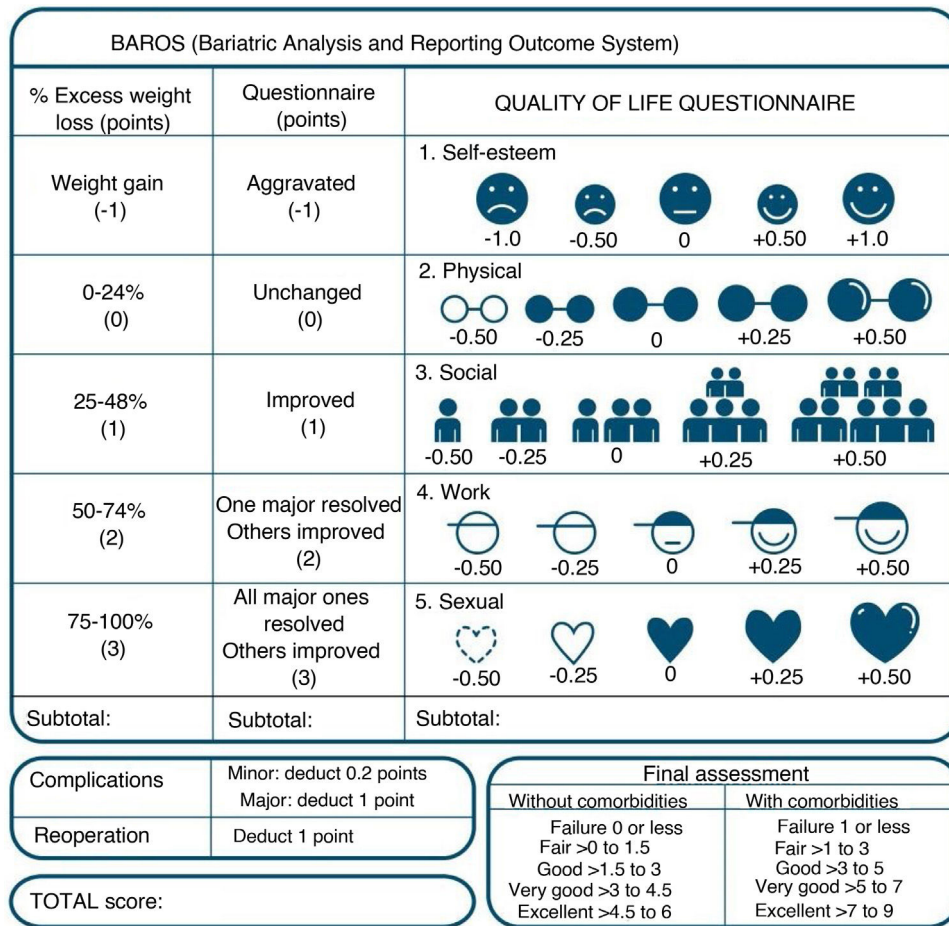 BAROS (Bariatric Analysis and Reporting Outcome System)
% Excess weight
loss (points)
Questionnaire
(points)
QUALITY OF LIFE QUESTIONNAIRE
Weight gain
(-1)
Aggravated
(-1)
1. Self-esteem
-1.0 -0.50 0 +0.50 +1.0
0-24%
(0)
Unchanged
(0)
2. Physical
-0.50 -0.25 0 +0.25 +0.50
25-48%
(1)
Improved
(1)
3. Social
-0.50 -0.25 0 +0.25 +0.50
50-74%
(2)
One major resolved
Others improved
(2)
4. Work
-0.50 -0.25 0 +0.25 +0.50
75-100%
(3)
All major ones
resolved
Others improved
(3)
5. Sexual
-0.50 -0.25 0 +0.25 +0.50
Subtotal:
Subtotal:
Subtotal:
Complications
Minor: deduct 0.2 points
Major: deduct 1 point
Reoperation
Deduct 1 point
TOTAL score:
Final assessment
Without comorbidities
Failure 0 or less
Fair >0 to 1.5
Good >1.5 to 3
Very good >3 to 4.5
Excellent >4.5 to 6
With comorbidities
Failure 1 or less
Fair >1 to 3
Good >3 to 5
Very good >5 to 7
Excellent >7 to 9